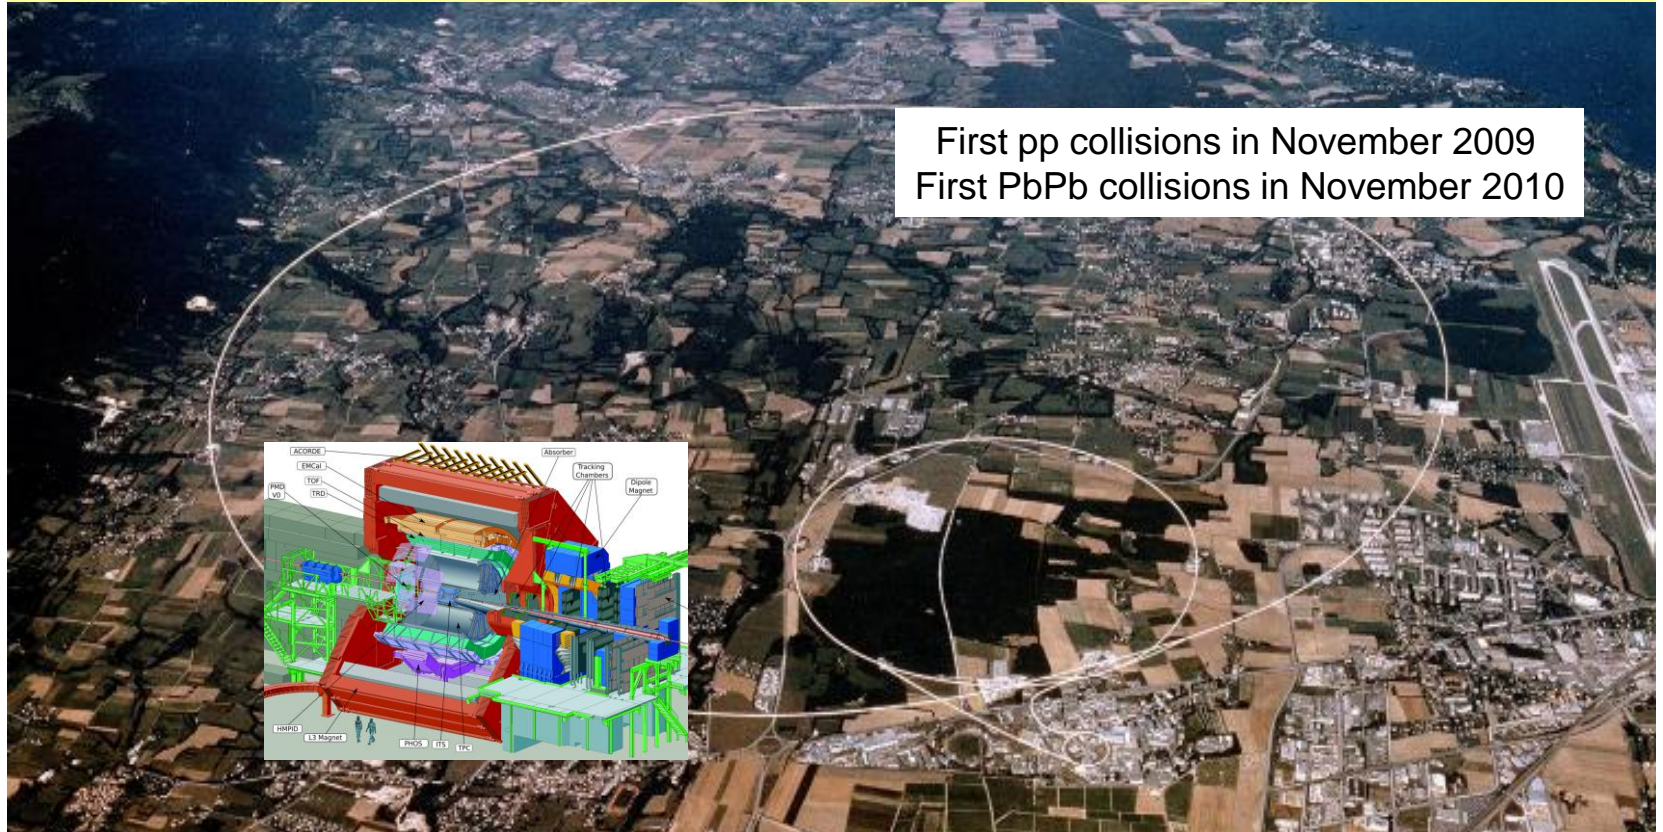 First pp collisions in November 2009
First PbPb collisions in November 2010
ACORDE
Absorber
EMCal
Tracking
Chambers
TOF
Dipole
Magnet
PMD
V0
TRD
HMPID
L3 Magnet
PHOS
ITS
TPC